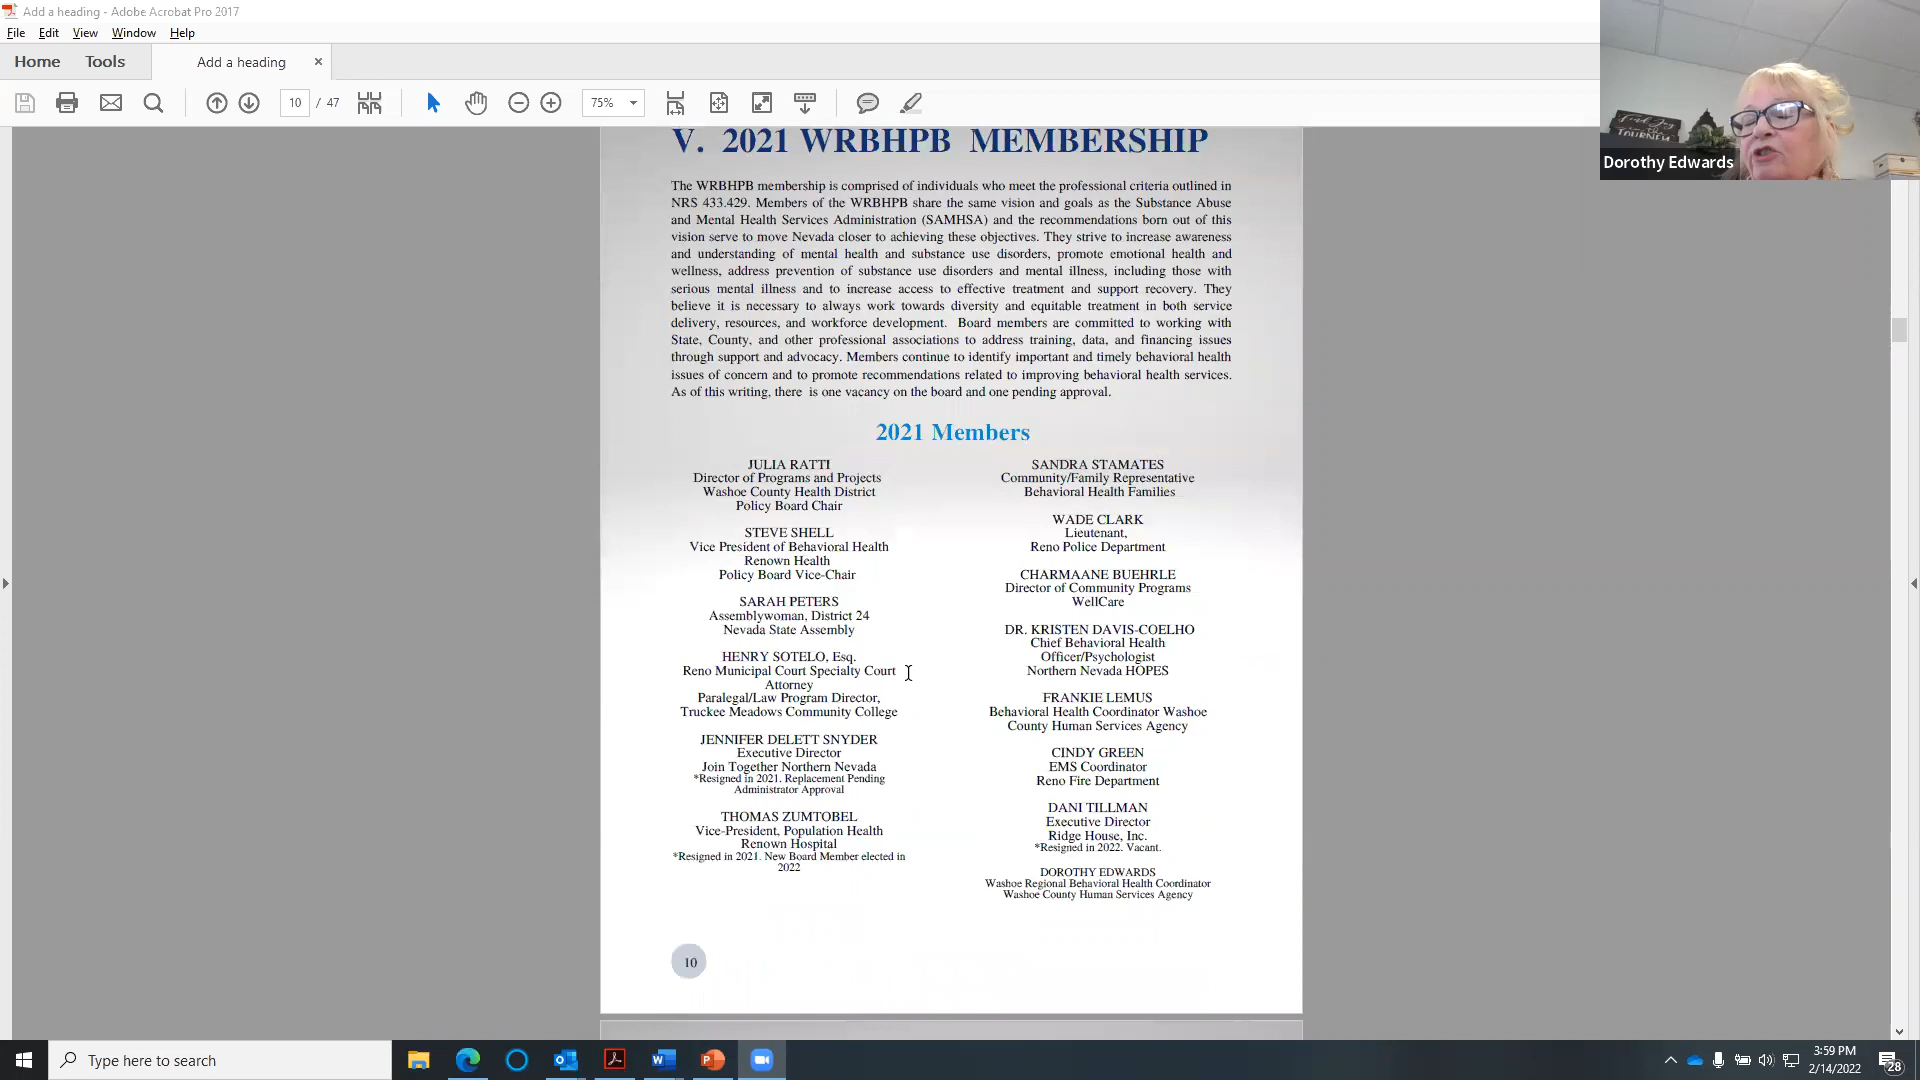 Add a heading - Adobe Acrobat Pro 2017
File Edit View Window Help
Home Tools Add a heading ×
10 / 47 75%
V. 2021 WRBHPB MEMBERSHIP
The WRBHPB membership is comprised of individuals who meet the professional criteria outlined in
NRS 433.429. Members of the WRBHPB share the same vision and goals as the Substance Abuse
and Mental Health Services Administration (SAMHSA) and the recommendations born out of this
vision serve to move Nevada closer to achieving these objectives. They strive to increase awareness
and understanding of mental health and substance use disorders, promote emotional health and
wellness, address prevention of substance use disorders and mental illness, including those with
serious mental illness and to increase access to effective treatment and support recovery. They
believe it is necessary to always work towards diversity and equitable treatment in both service
delivery, resources, and workforce development. Board members are committed to working with
State, County, and other professional associations to address training, data, and financing issues
through support and advocacy. Members continue to identify important and timely behavioral health
issues of concern and to promote recommendations related to improving behavioral health services.
As of this writing, there is one vacancy on the board and one pending approval.
2021 Members
JULIA RATTI
Director of Programs and Projects
Washoe County Health District
Policy Board Chair
STEVE SHELL
Vice President of Behavioral Health
Renown Health
Policy Board Vice-Chair
SARAH PETERS
Assemblywoman, District 24
Nevada State Assembly
HENRY SOTELO, Esq.
Reno Municipal Court Specialty Court
Attorney
Paralegal/Law Program Director,
Truckee Meadows Community College
JENNIFER DELETT SNYDER
Executive Director
Join Together Northern Nevada
*Resigned in 2021. Replacement Pending
Administrator Approval
THOMAS ZUMTOBEL
Vice-President, Population Health
Renown Hospital
*Resigned in 2021. New Board Member elected in
2022
SANDRA STAMATES
Community/Family Representative
Behavioral Health Families
WADE CLARK
Lieutenant,
Reno Police Department
CHARMAANE BUEHRLE
Director of Community Programs
WellCare
DR. KRISTEN DAVIS-COELHO
Chief Behavioral Health
Officer/Psychologist
Northern Nevada HOPES
FRANKIE LEMUS
Behavioral Health Coordinator Washoe
County Human Services Agency
CINDY GREEN
EMS Coordinator
Reno Fire Department
DANI TILLMAN
Executive Director
Ridge House, Inc.
*Resigned in 2022. Vacant.
DOROTHY EDWARDS
Washoe Regional Behavioral Health Coordinator
Washoe County Human Services Agency
10
Find Joy
JOURNEY
Dorothy Edwards
Type here to search
3:59 PM
2/14/2022
28